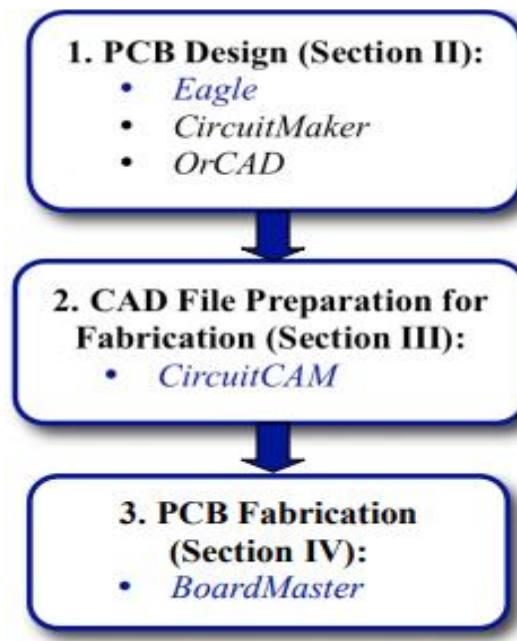 1. PCB Design (Section II):
• Eagle
• CircuitMaker
• OrCAD
2. CAD File Preparation for
Fabrication (Section III):
• CircuitCAM
3. PCB Fabrication
(Section IV):
• BoardMaster